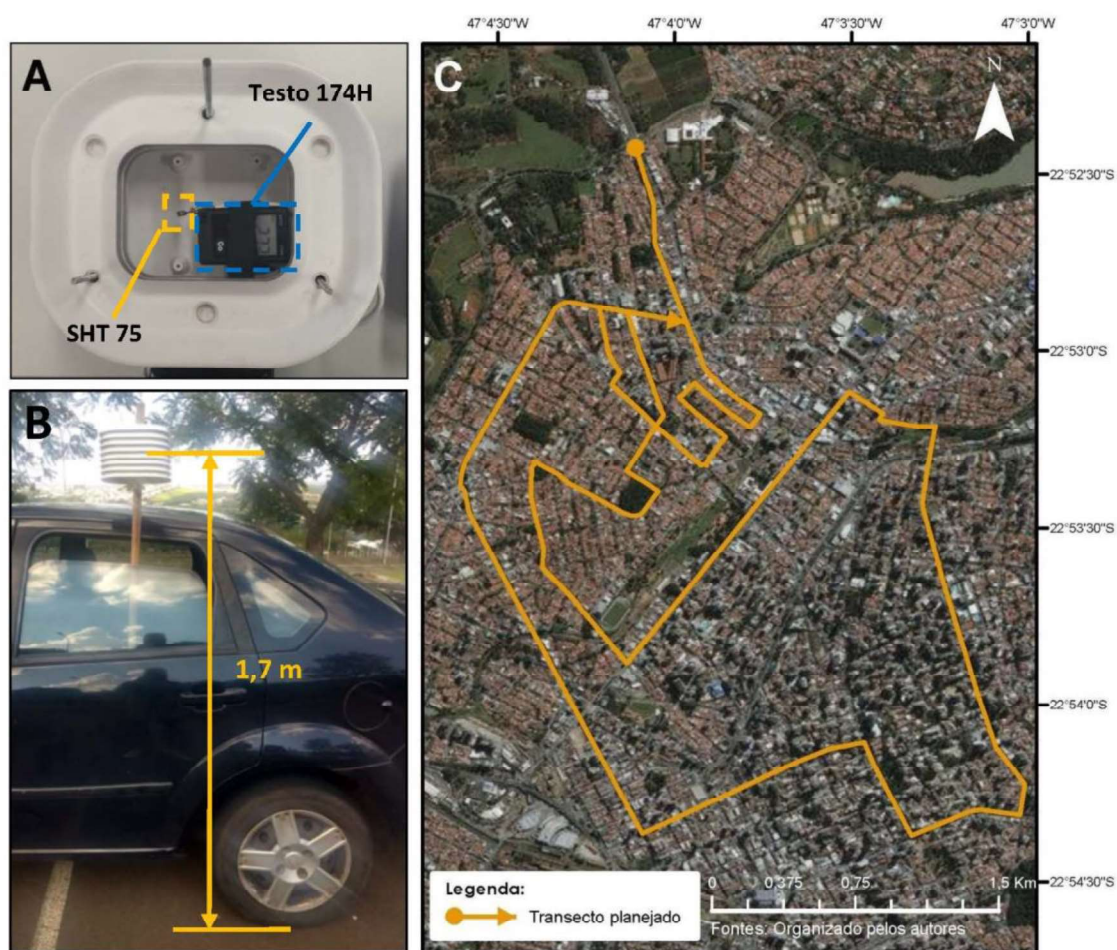 A
Testo 174H
SHT 75
B
1,7 m
47°4'30"W 47°4'0"W 47°3'30"W 47°3'0"W
C
N
22°52'30"S
22°53'0"S
22°53'30"S
22°54'0"S
22°54'30"S
Legenda:
Transecto planejado
0 0,375 0,75 1,5 Km
Fontes: Organizado pelos autores